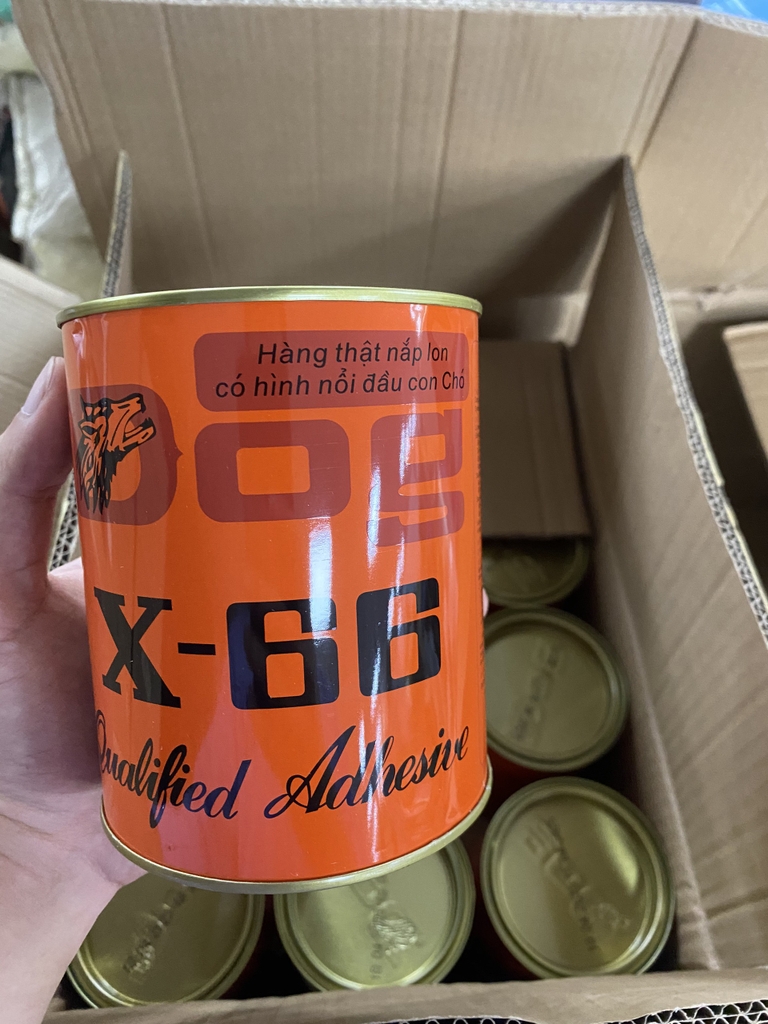 Hàng thật nắp lon
có hình nổi đầu con Chó
Dog
X-66
Qualified Adhesive